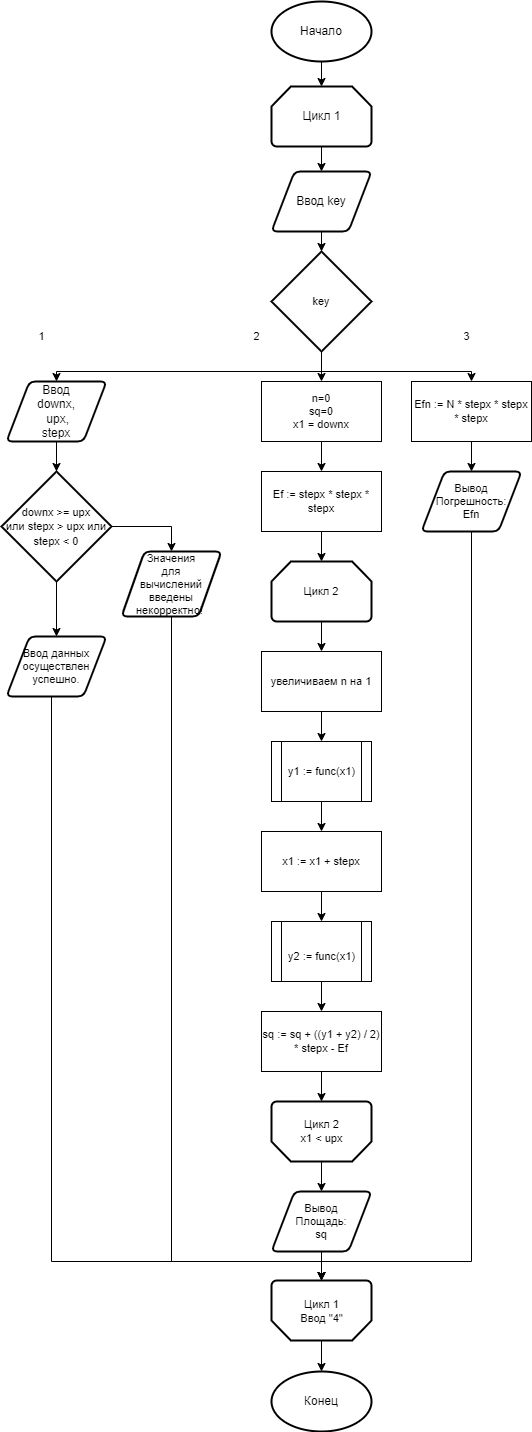 Начало
Цикл 1
Ввод key
key
1
2
3
Ввод
downx,
upx,
stepx
downx >= upx
или stepx > upx или
stepx < 0
Значения
для
вычислений
введены
некорректно!
Ввод данных
осуществлен
успешно.
n=0
sq=0
x1 = downx
Ef := stepx * stepx *
stepx
Цикл 2
увеличиваем n на 1
y1 := func(x1)
x1 := x1 + stepx
y2 := func(x1)
sq := sq + ((y1 + y2) / 2)
* stepx - Ef
Цикл 2
x1 < upx
Вывод
Площадь:
sq
Efn := N * stepx * stepx
* stepx
Вывод
Погрешность:
Efn
Цикл 1
Ввод "4"
Конец